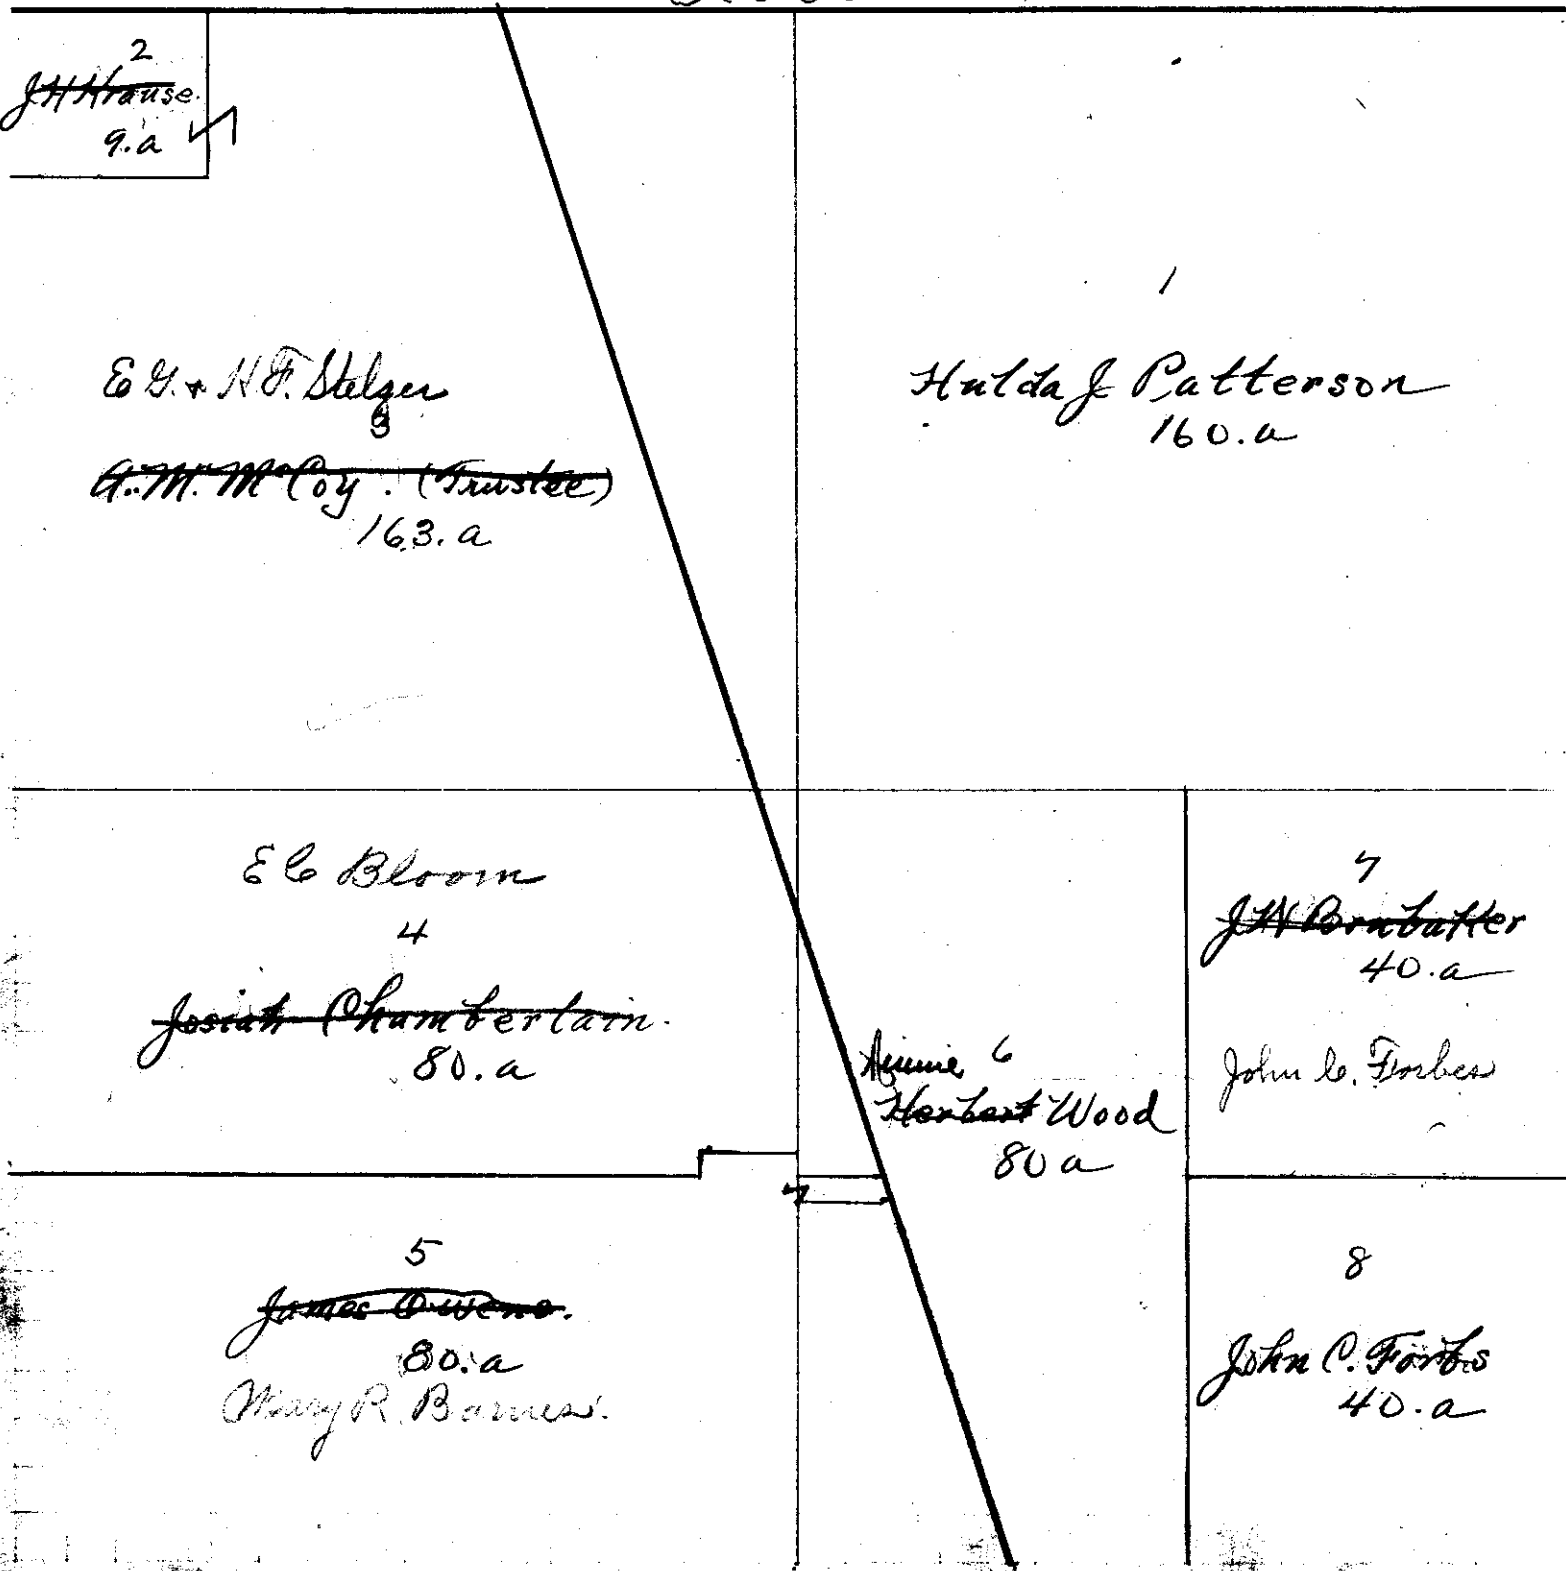 2
J H Krause.
9.a
1
Hulda J Patterson
160.a
E G. + H F. Stelzer
3
A. M. McCoy. (Trustee)
163.a
E C Bloom
4
Josiah Chamberlain.
80.a
7
40.a
John C. Forbes
Minnie 6
Herbert Wood
80 a
5
James Owens.
80.a
Mary R. Barnes.
8
John C. Forbs
40.a